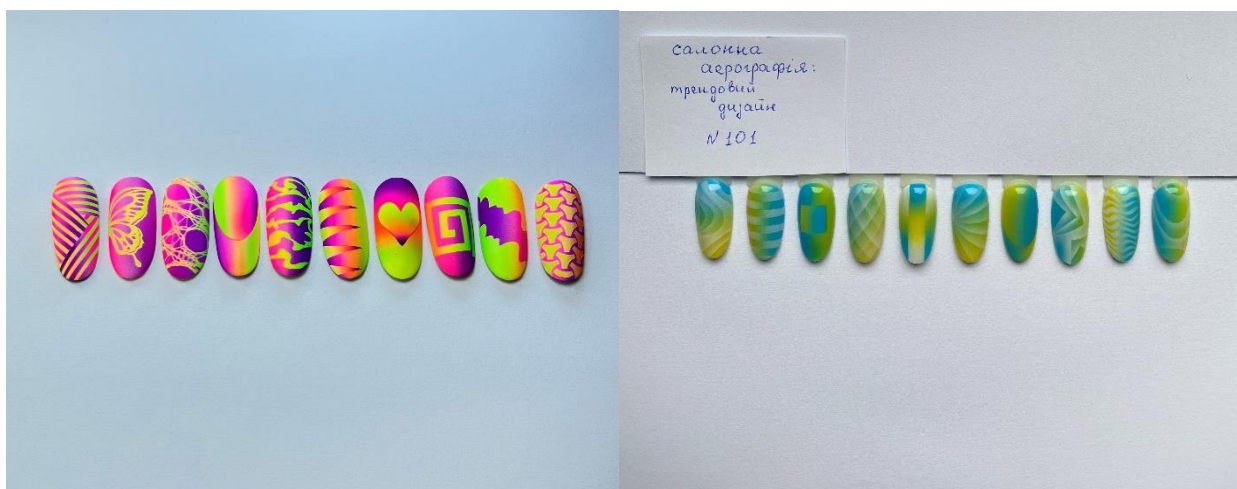 салонна
аерографія:
трендовий
дизайн
N 101